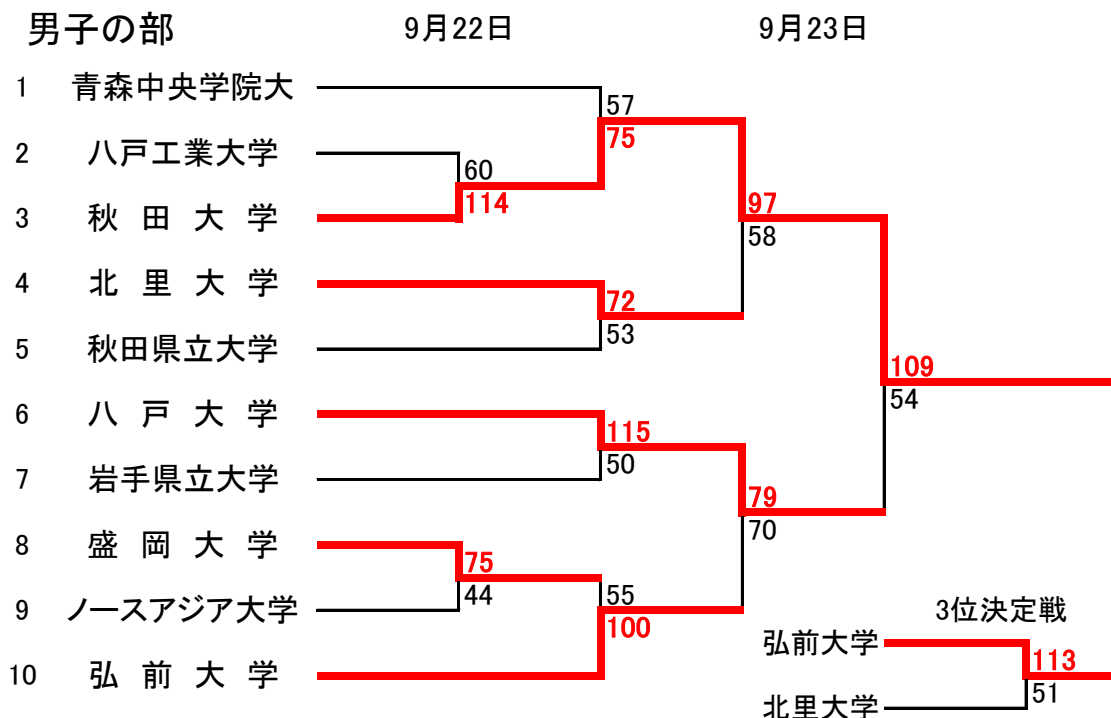 男子の部 9月22日 9月23日
1 青森中央学院大
57
75
2 八戸工業大学
60
114
3 秋田大学
97
58
4 北里大学
72
53
5 秋田県立大学
109
54
6 八戸大学
115
50
7 岩手県立大学
79
70
8 盛岡大学
75
44
9 ノースアジア大学
55
100
10 弘前大学
3位決定戦
弘前大学
113
51
北里大学